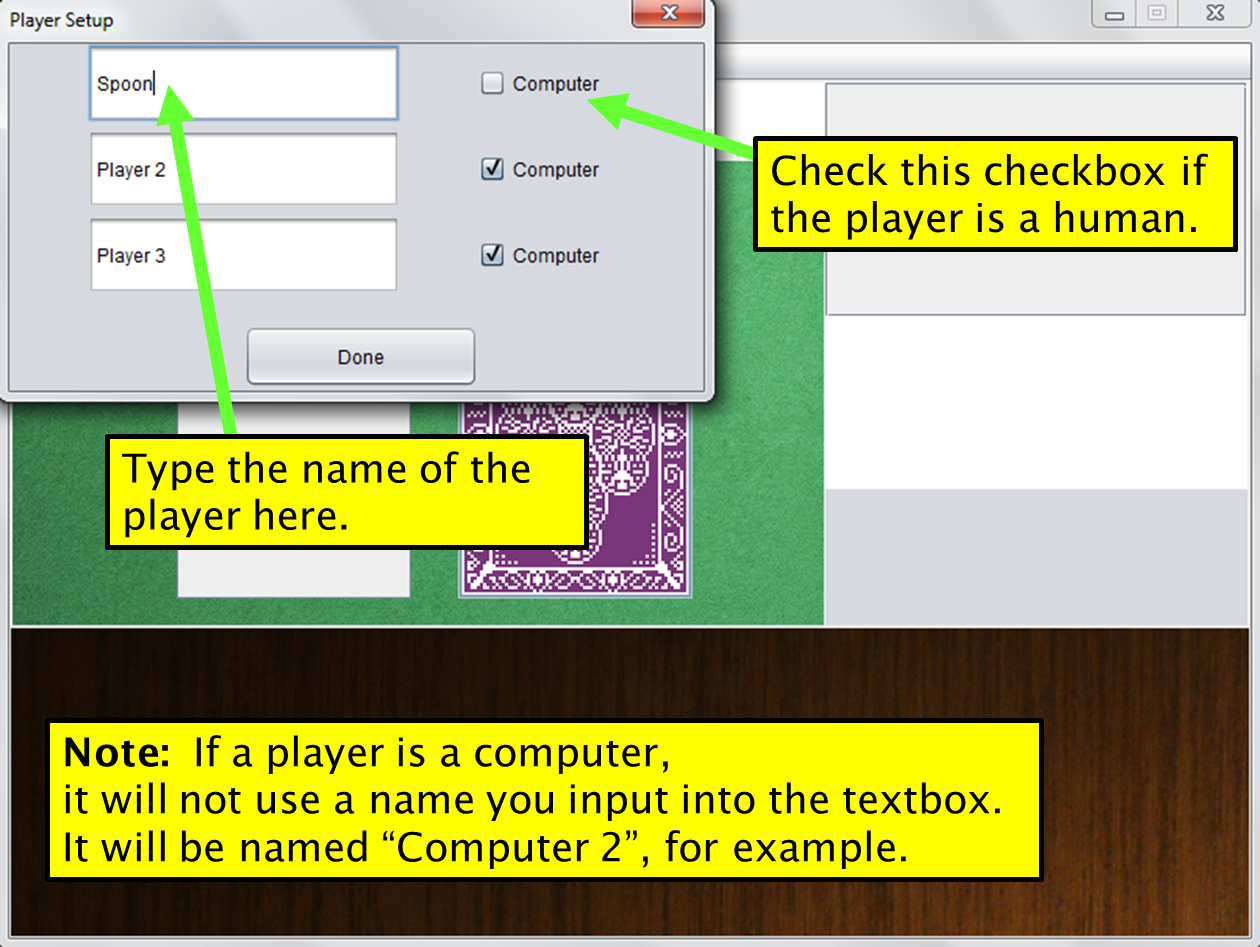 Player Setup
Spoon
Computer
Check this checkbox if
the player is a human.
Player 2
Computer
Player 3
Computer
Done
Type the name of the
player here.
Note:  If a player is a computer,
it will not use a name you input into the textbox.
It will be named “Computer 2”, for example.